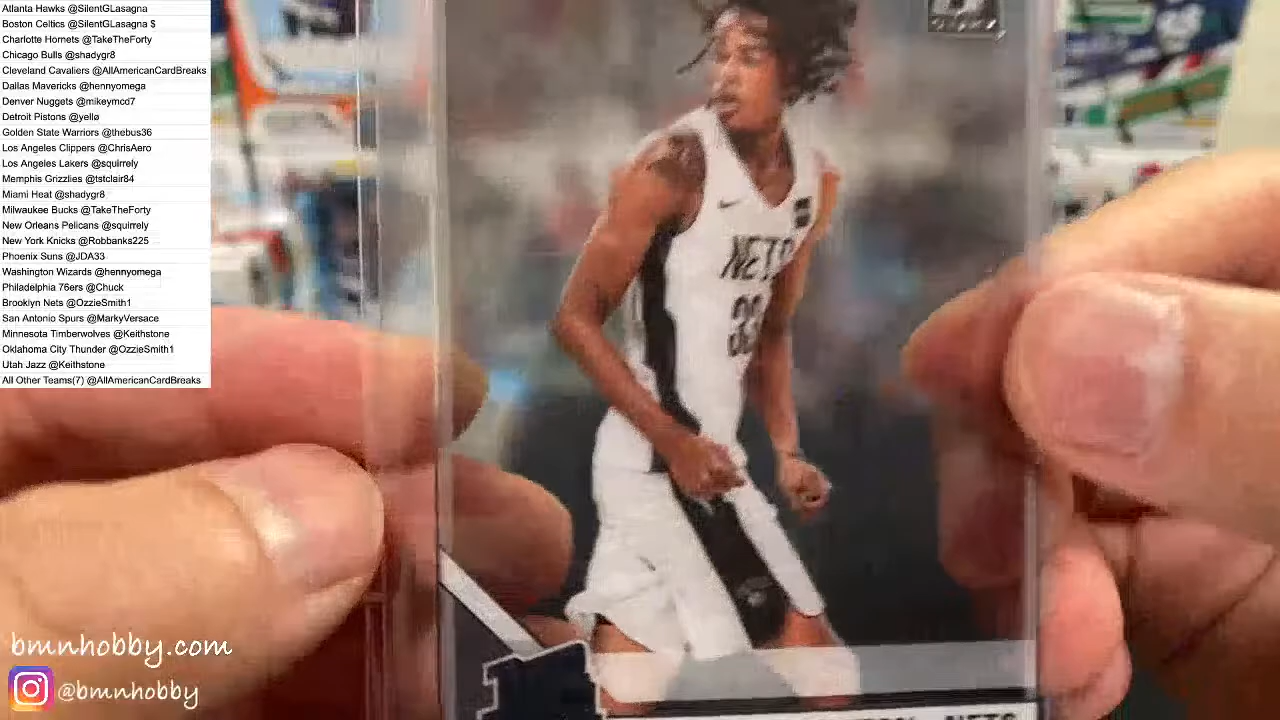 Atlanta Hawks @SilentGLasagna
Boston Celtics @SilentGLasagna $
Charlotte Hornets @TakeTheForty
Chicago Bulls @shadygr8
Cleveland Cavaliers @AllAmericanCardBreaks
Dallas Mavericks @hennyomega
Denver Nuggets @mikeymcd7
Detroit Pistons @yellø
Golden State Warriors @thebus36
Los Angeles Clippers @ChrisAero
Los Angeles Lakers @squirrely
Memphis Grizzlies @tstclair84
Miami Heat @shadygr8
Milwaukee Bucks @TakeTheForty
New Orleans Pelicans @squirrely
New York Knicks @Robbanks225
Phoenix Suns @JDA33
Washington Wizards @hennyomega
Philadelphia 76ers @Chuck
Brooklyn Nets @OzzieSmith1
San Antonio Spurs @MarkyVersace
Minnesota Timberwolves @Keithstone
Oklahoma City Thunder @OzzieSmith1
Utah Jazz @Keithstone
All Other Teams(7) @AllAmericanCardBreaks
NETS
NETS
bmnhobby.com
@bmnhobby